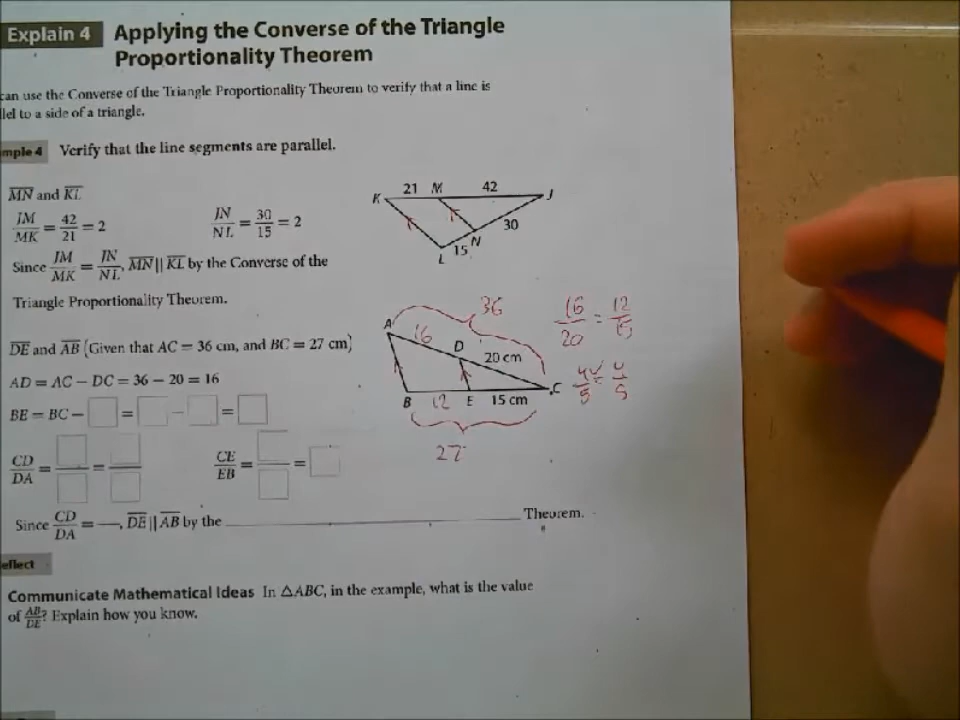 Explain 4 Applying the Converse of the Triangle
Proportionality Theorem
can use the Converse of the Triangle Proportionality Theorem to verify that a line is
llel to a side of a triangle.
mple 4 Verify that the line segments are parallel.
MN and KL
JM/MK = 42/21 = 2 JN/NL = 30/15 = 2
Since JM/MK = JN/NL, MN || KL by the Converse of the
Triangle Proportionality Theorem.
K 21 M 42 J
30
N
15
L
DE and AB (Given that AC = 36 cm, and BC = 27 cm)
AD = AC − DC = 36 − 20 = 16
BE = BC − = − =
CD/DA = = CE/EB = =
Since CD/DA = —, DE || AB by the Theorem.
36
A 16 D 20 cm
B 12 E 15 cm C
27
16/20 = 12/15
4/5 = 4/5
eflect
Communicate Mathematical Ideas In △ABC, in the example, what is the value
of AB/DE? Explain how you know.